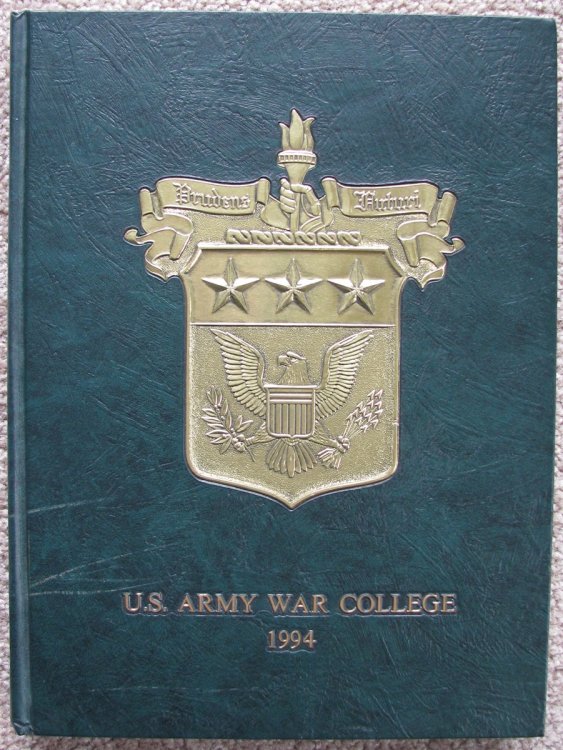 Prudens Futuri
U.S. ARMY WAR COLLEGE
1994